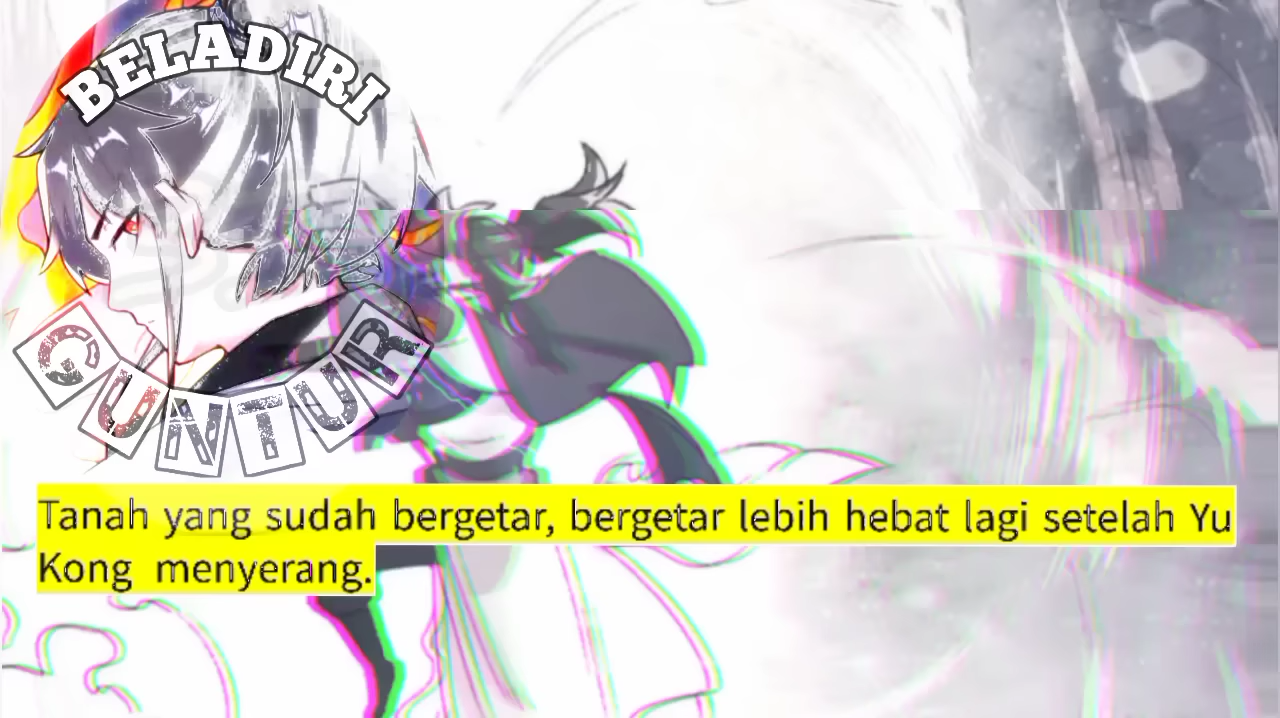 BELADIRI
GUNTUR
Tanah yang sudah bergetar, bergetar lebih hebat lagi setelah Yu
Kong menyerang.